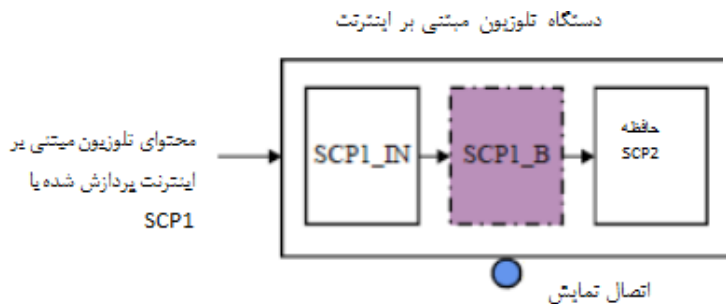 دستگاه تلوزیون مبتنی بر اینترنت
محتوای تلوزیون مبتنی بر
اینترنت پردازش شده با
SCP1
SCP1_IN
SCP1_B
حافظه
SCP2
اتصال نمایش